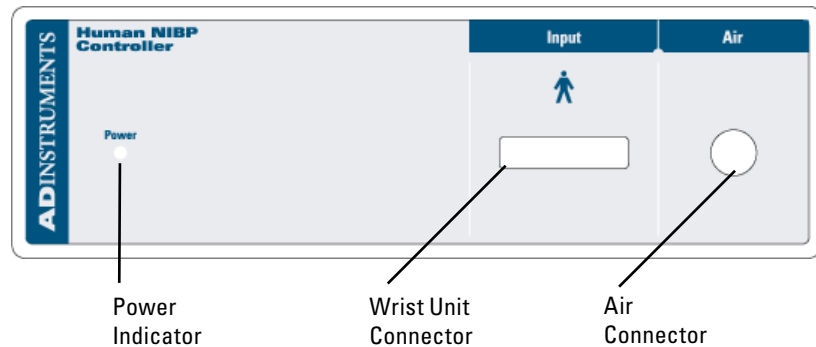 ADINSTRUMENTS
Human NIBP
Controller
Input
Air
Power
Power
Indicator
Wrist Unit
Connector
Air
Connector